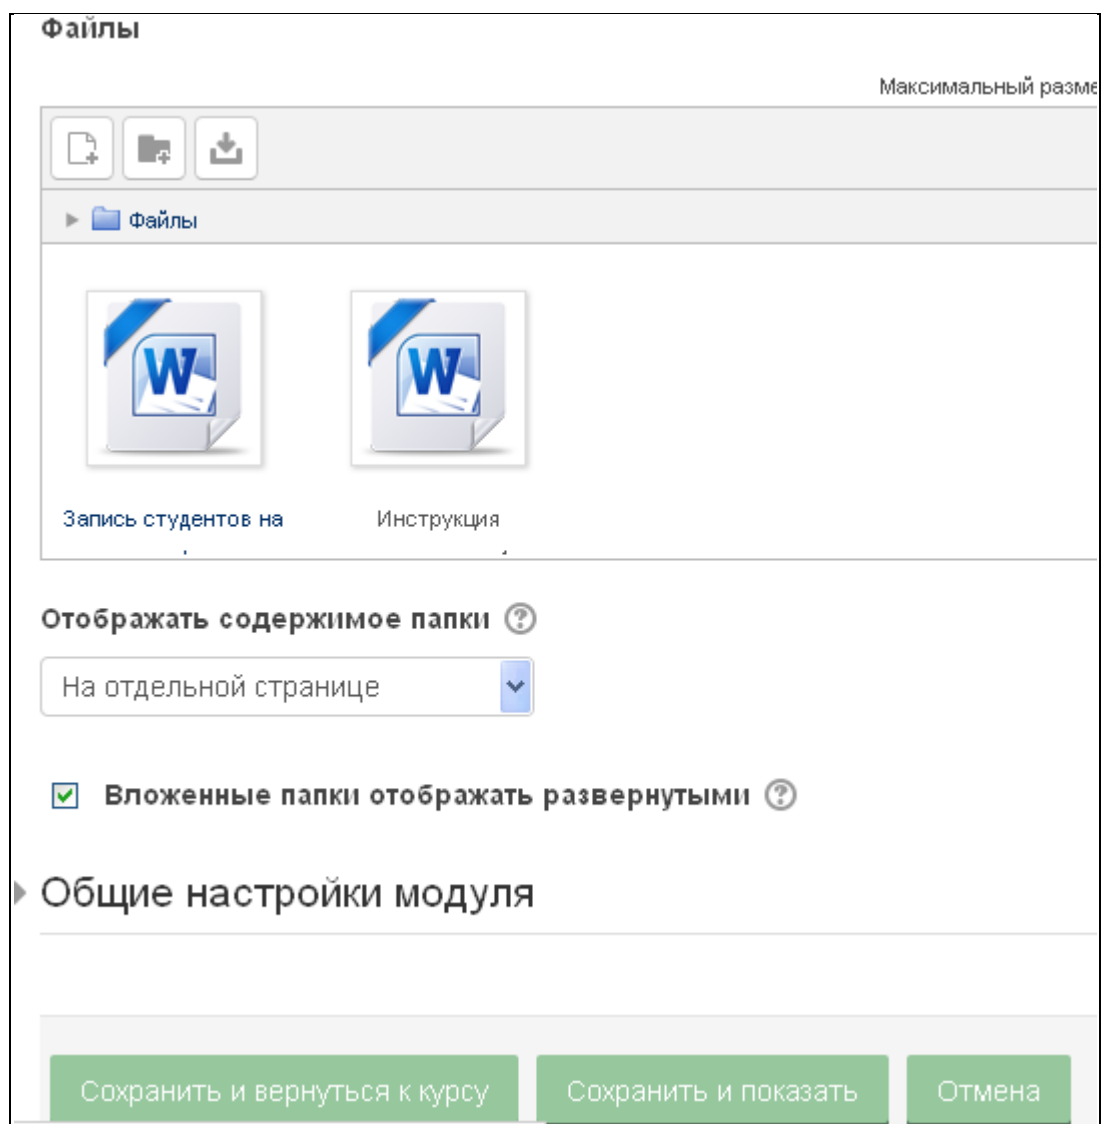 Файлы
Максимальный разме
Файлы
Запись студентов на
Инструкция
Отображать содержимое папки
На отдельной странице
Вложенные папки отображать развернутыми
Общие настройки модуля
Сохранить и вернуться к курсу
Сохранить и показать
Отмена